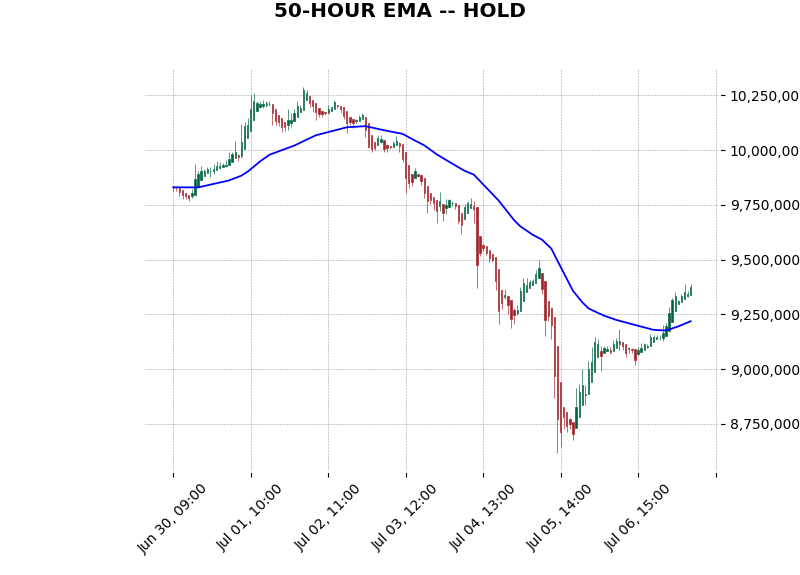 50-HOUR EMA -- HOLD
10,250,00
10,000,00
9,750,000
9,500,000
9,250,000
9,000,000
8,750,000
Jun 30, 09:00
Jul 01, 10:00
Jul 02, 11:00
Jul 03, 12:00
Jul 04, 13:00
Jul 05, 14:00
Jul 06, 15:00